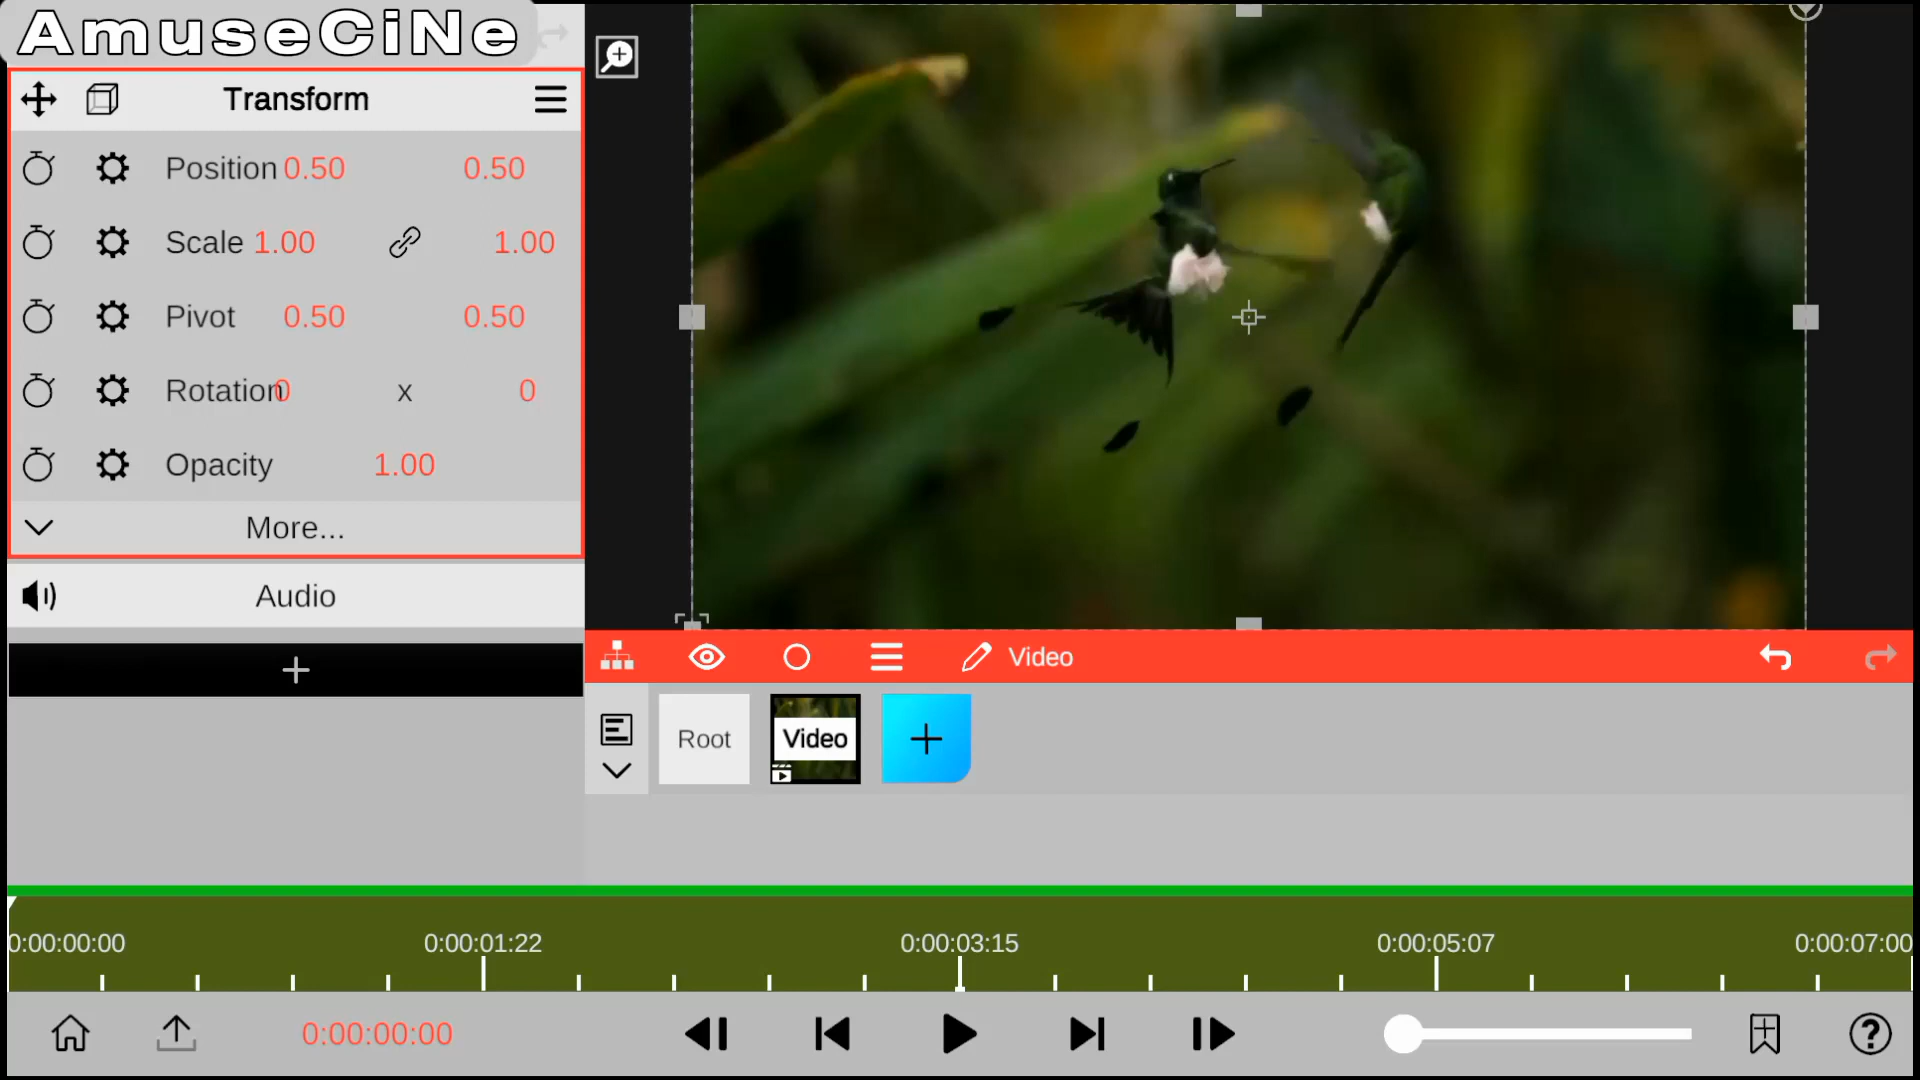 AmuseCiNe
Transform
Position 0.50 0.50
Scale 1.00 1.00
Pivot 0.50 0.50
Rotation 0 x 0
Opacity 1.00
More...
Audio
Video
Root Video
0:00:00:00 0:00:01:22 0:00:03:15 0:00:05:07 0:00:07:00
0:00:00:00